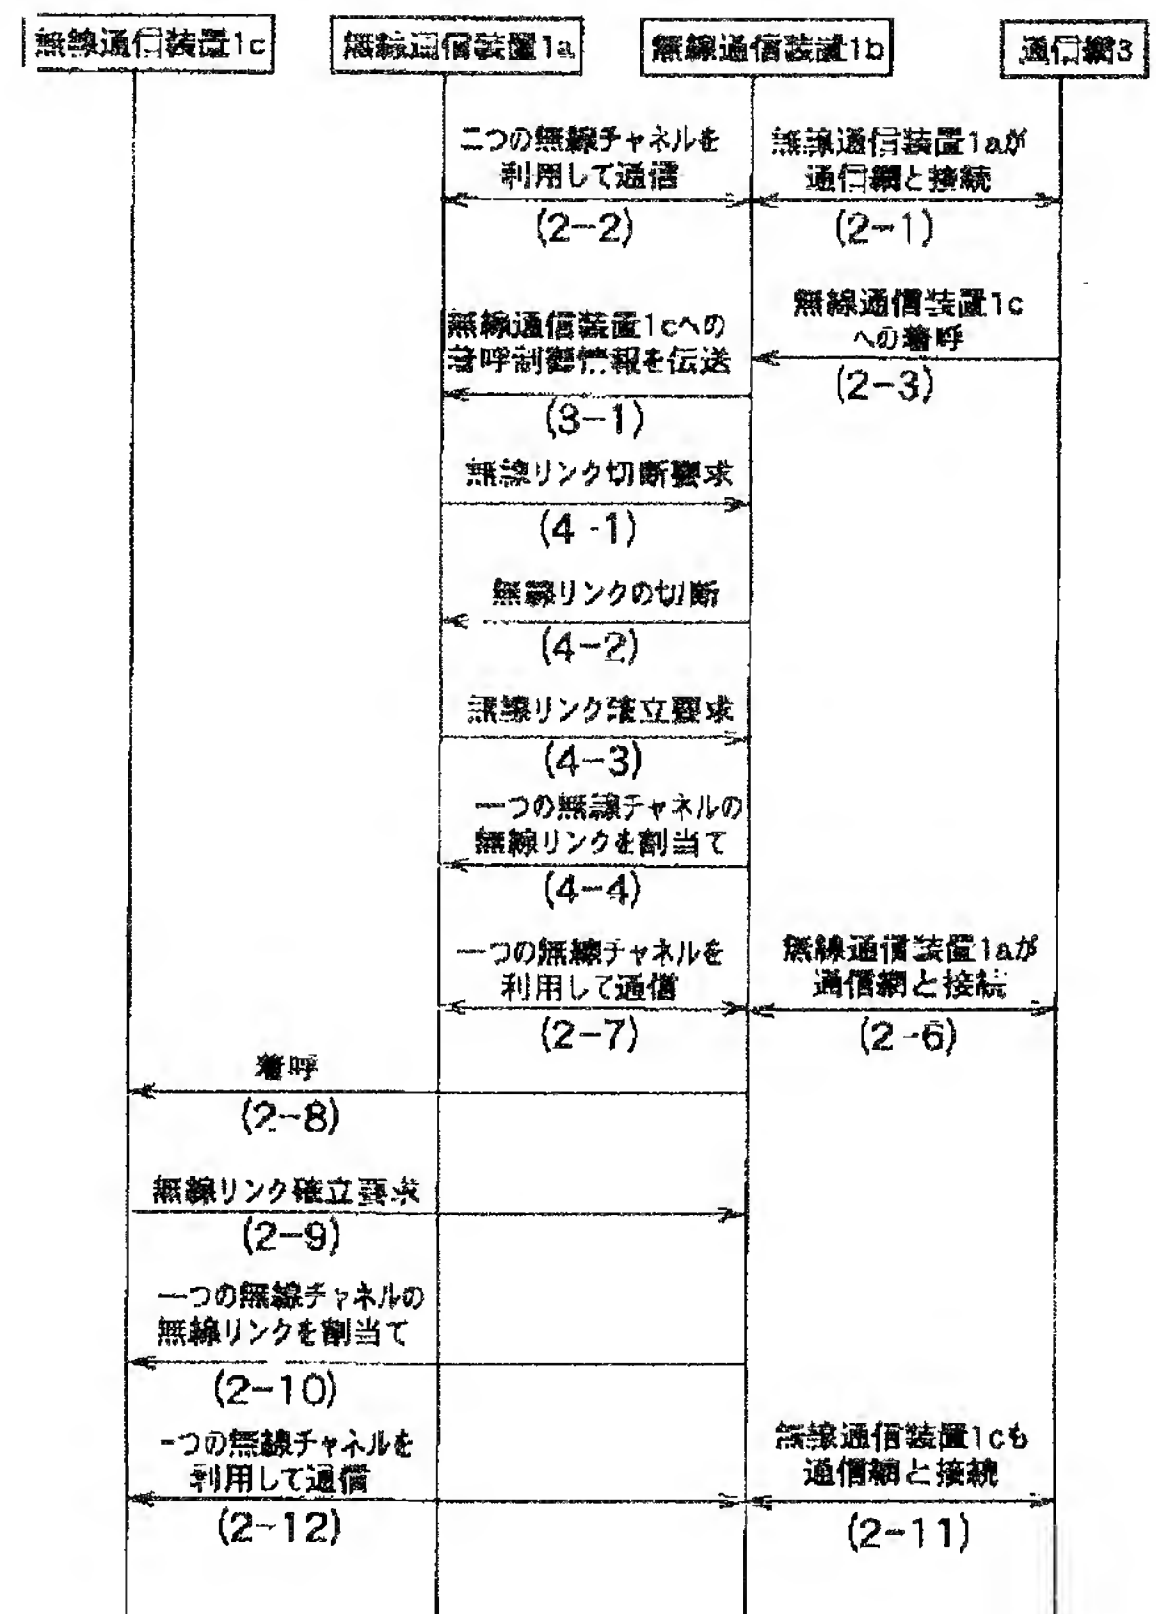 無線通信装置1c
無線通信装置1a
無線通信装置1b
通信網3
二つの無線チャネルを
利用して通信
(2-2)
無線通信装置1aが
通信網と接続
(2-1)
無線通信装置1c
への着呼
(2-3)
無線通信装置1cへの
着呼制御情報を伝送
(3-1)
無線リンク切断要求
(4-1)
無線リンクの切断
(4-2)
無線リンク確立要求
(4-3)
一つの無線チャネルの
無線リンクを割当て
(4-4)
一つの無線チャネルを
利用して通信
(2-7)
無線通信装置1aが
通信網と接続
(2-6)
着呼
(2-8)
無線リンク確立要求
(2-9)
一つの無線チャネルの
無線リンクを割当て
(2-10)
一つの無線チャネルを
利用して通信
(2-12)
無線通信装置1cも
通信網と接続
(2-11)